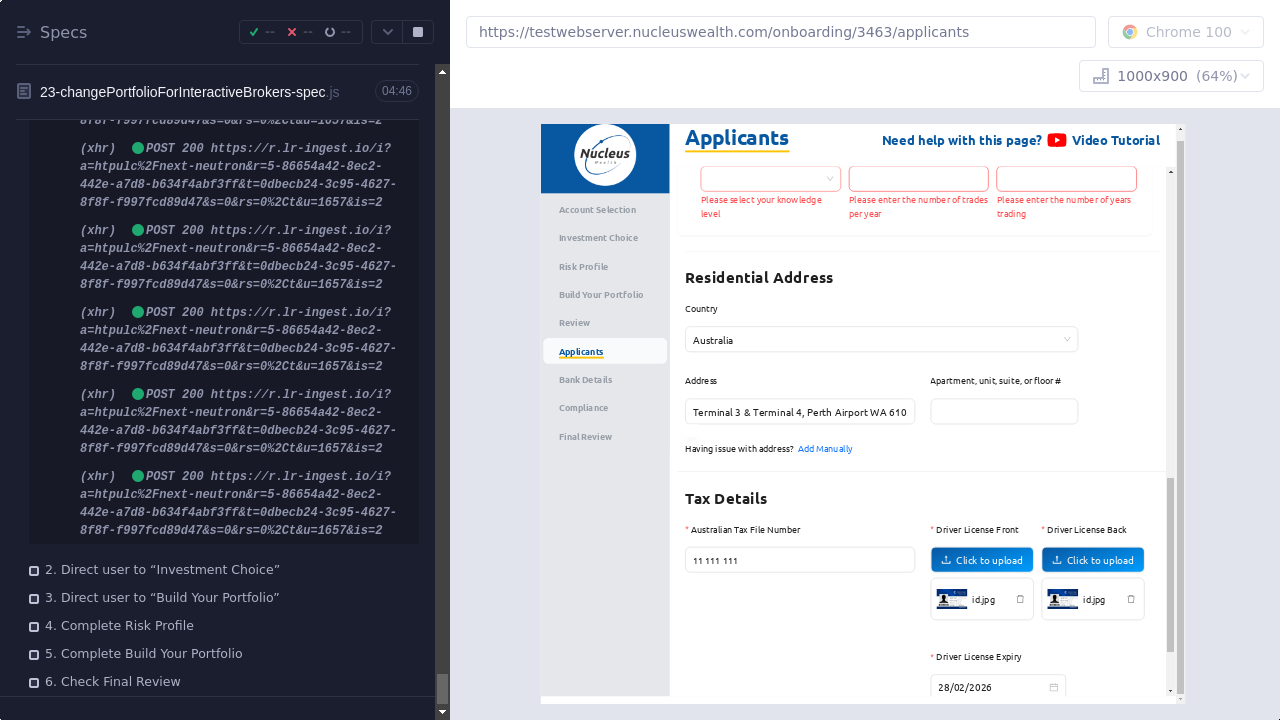 Specs
--
--
--
https://testwebserver.nucleuswealth.com/onboarding/3463/applicants
Chrome 100
1000x900 (64%)
23-changePortfolioForInteractiveBrokers-spec.js
04:46
8f8f-f997fcd89d47&s=0&rs=0%2Ct&u=1657&is=2
(xhr) POST 200 https://r.lr-ingest.io/i?
a=htpulc%2Fnext-neutron&r=5-86654a42-8ec2-
442e-a7d8-b634f4abf3ff&t=0dbecb24-3c95-4627-
8f8f-f997fcd89d47&s=0&rs=0%2Ct&u=1657&is=2
(xhr) POST 200 https://r.lr-ingest.io/i?
a=htpulc%2Fnext-neutron&r=5-86654a42-8ec2-
442e-a7d8-b634f4abf3ff&t=0dbecb24-3c95-4627-
8f8f-f997fcd89d47&s=0&rs=0%2Ct&u=1657&is=2
(xhr) POST 200 https://r.lr-ingest.io/i?
a=htpulc%2Fnext-neutron&r=5-86654a42-8ec2-
442e-a7d8-b634f4abf3ff&t=0dbecb24-3c95-4627-
8f8f-f997fcd89d47&s=0&rs=0%2Ct&u=1657&is=2
(xhr) POST 200 https://r.lr-ingest.io/i?
a=htpulc%2Fnext-neutron&r=5-86654a42-8ec2-
442e-a7d8-b634f4abf3ff&t=0dbecb24-3c95-4627-
8f8f-f997fcd89d47&s=0&rs=0%2Ct&u=1657&is=2
(xhr) POST 200 https://r.lr-ingest.io/i?
a=htpulc%2Fnext-neutron&r=5-86654a42-8ec2-
442e-a7d8-b634f4abf3ff&t=0dbecb24-3c95-4627-
8f8f-f997fcd89d47&s=0&rs=0%2Ct&u=1657&is=2
2. Direct user to “Investment Choice”
3. Direct user to “Build Your Portfolio”
4. Complete Risk Profile
5. Complete Build Your Portfolio
6. Check Final Review
Nucleus
Wealth
Account Selection
Investment Choice
Risk Profile
Build Your Portfolio
Review
Applicants
Bank Details
Compliance
Final Review
Applicants
Need help with this page? Video Tutorial
Please select your knowledge
level
Please enter the number of trades
per year
Please enter the number of years
trading
Residential Address
Country
Australia
Address
Apartment, unit, suite, or floor #
Terminal 3 & Terminal 4, Perth Airport WA 610
Having issue with address? Add Manually
Tax Details
* Australian Tax File Number
* Driver License Front
* Driver License Back
11 111 111
Click to upload
Click to upload
id.jpg
id.jpg
* Driver License Expiry
28/02/2026